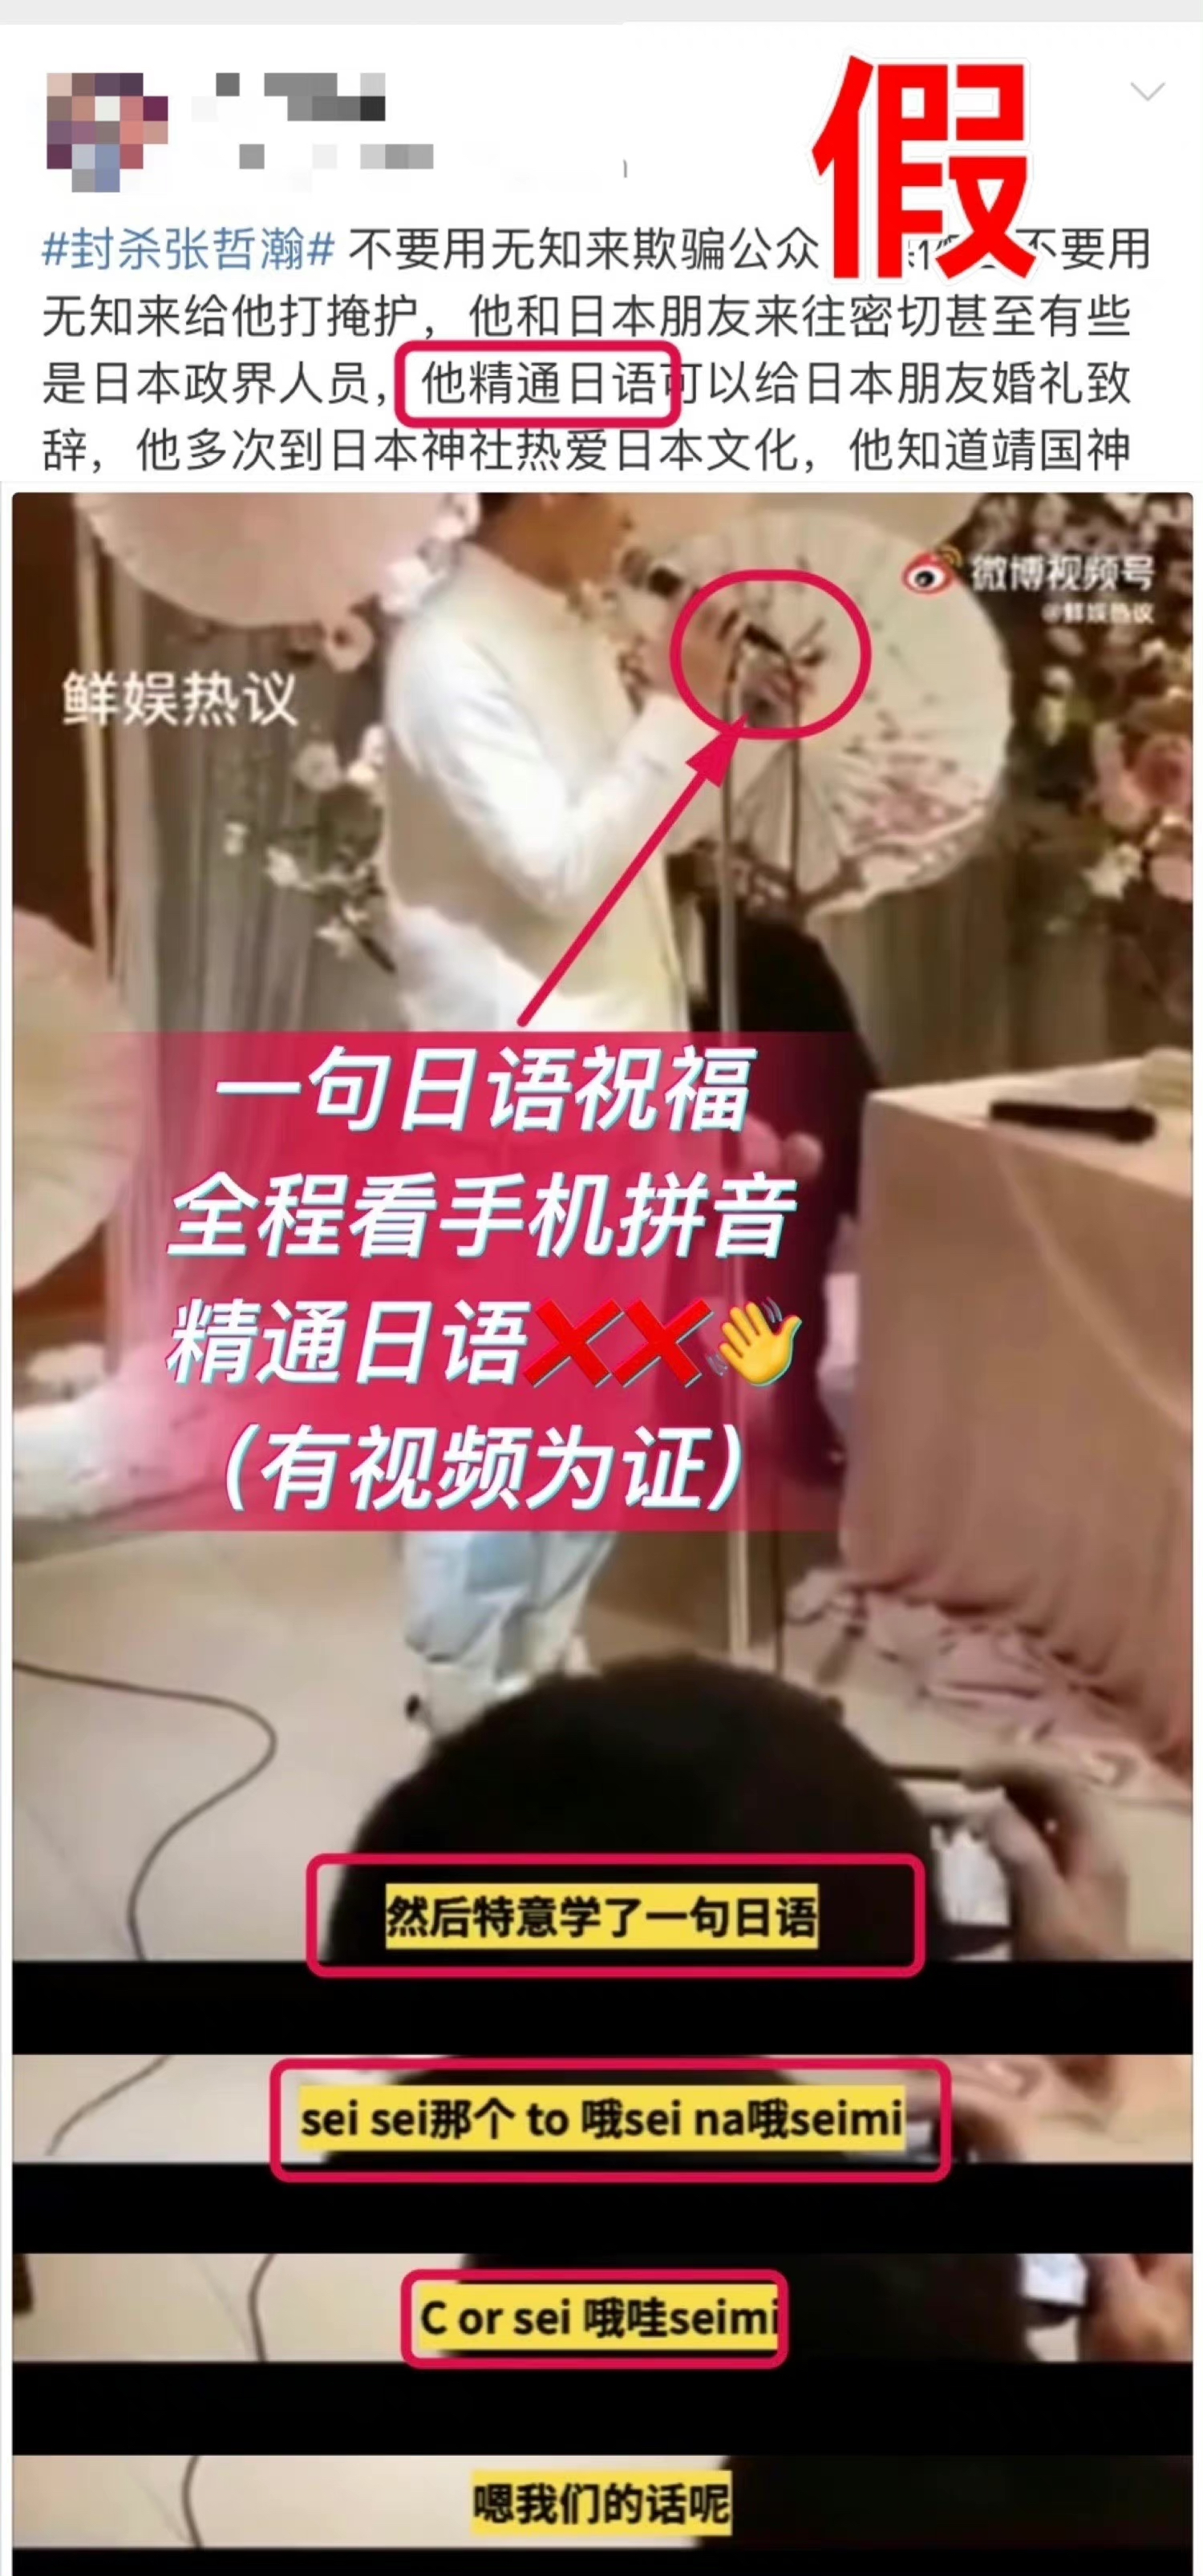 假
#封杀张哲瀚# 不要用无知来欺骗公众 不要用
无知来给他打掩护，他和日本朋友来往密切甚至有些
是日本政界人员，他精通日语可以给日本朋友婚礼致
辞，他多次到日本神社热爱日本文化，他知道靖国神
微博视频号
@鲜娱热议
鲜娱热议
一句日语祝福
全程看手机拼音
精通日语❌❌👋
（有视频为证）
然后特意学了一句日语
sei sei那个 to 哦sei na哦seimi
C or sei 哦哇seimi
嗯我们的话呢